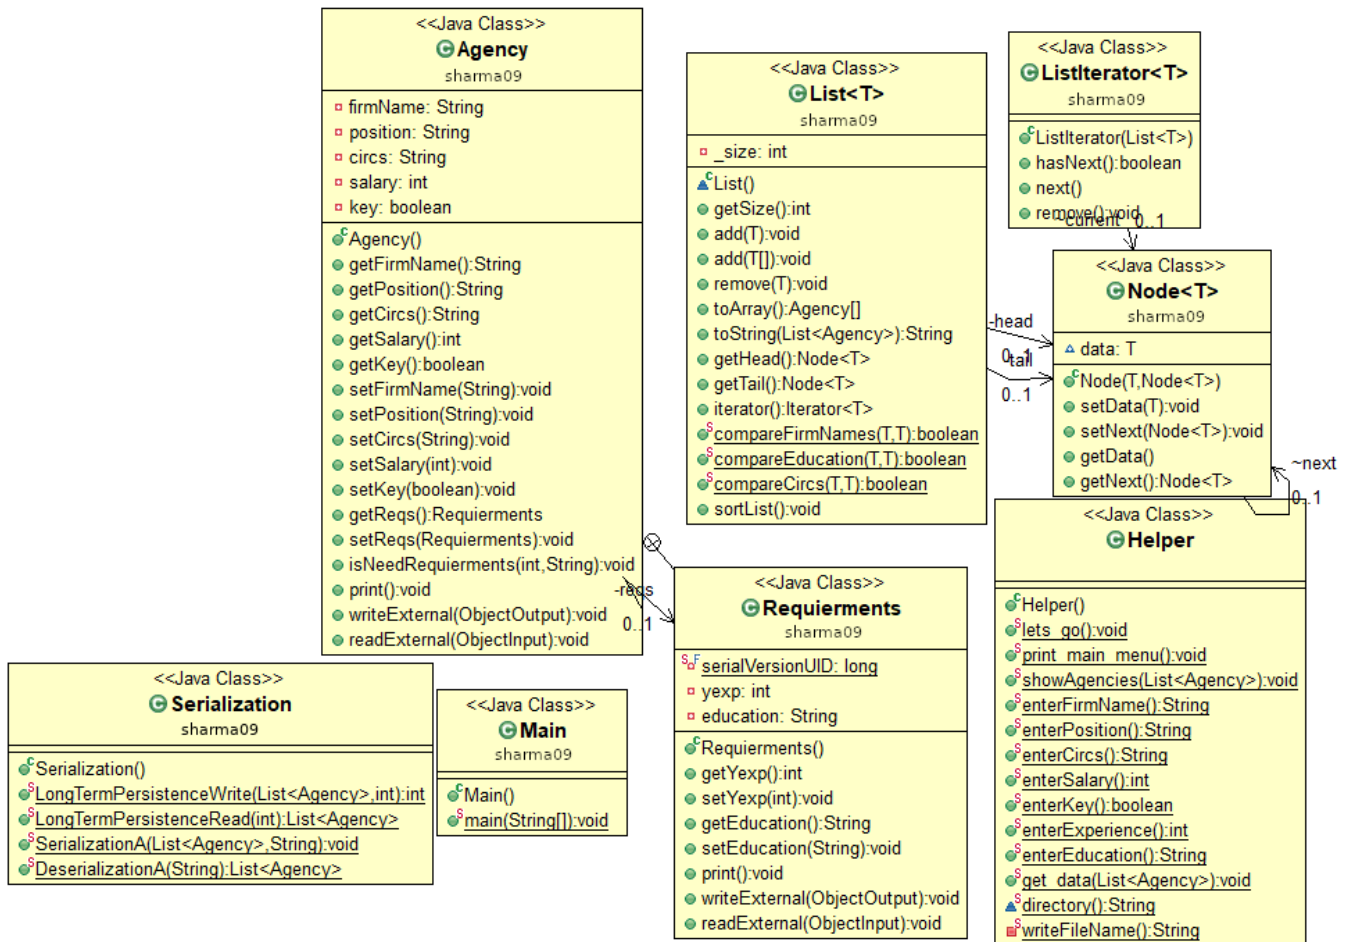 <<Java Class>>
Agency
sharma09
firmName: String
position: String
circs: String
salary: int
key: boolean
Agency()
getFirmName():String
getPosition():String
getCircs():String
getSalary():int
getKey():boolean
setFirmName(String):void
setPosition(String):void
setCircs(String):void
setSalary(int):void
setKey(boolean):void
getReqs():Requierments
setReqs(Requierments):void
isNeedRequierments(int,String):void
print():void
writeExternal(ObjectOutput):void
readExternal(ObjectInput):void
-reqs
0..1
<<Java Class>>
List<T>
sharma09
_size: int
List()
getSize():int
add(T):void
add(T[]):void
remove(T):void
toArray():Agency[]
toString(List<Agency>):String
getHead():Node<T>
getTail():Node<T>
iterator():Iterator<T>
compareFirmNames(T,T):boolean
compareEducation(T,T):boolean
compareCircs(T,T):boolean
sortList():void
-head
0..1
tail
0..1
<<Java Class>>
ListIterator<T>
sharma09
ListIterator(List<T>)
hasNext():boolean
next()
remove():void
~current
0..1
<<Java Class>>
Node<T>
sharma09
data: T
Node(T,Node<T>)
setData(T):void
setNext(Node<T>):void
getData()
getNext():Node<T>
~next
0..1
<<Java Class>>
Serialization
sharma09
Serialization()
LongTermPersistenceWrite(List<Agency>,int):int
LongTermPersistenceRead(int):List<Agency>
SerializationA(List<Agency>,String):void
DeserializationA(String):List<Agency>
<<Java Class>>
Main
sharma09
Main()
main(String[]):void
<<Java Class>>
Requierments
sharma09
serialVersionUID: long
yexp: int
education: String
Requierments()
getYexp():int
setYexp(int):void
getEducation():String
setEducation(String):void
print():void
writeExternal(ObjectOutput):void
readExternal(ObjectInput):void
<<Java Class>>
Helper
Helper()
lets_go():void
print_main_menu():void
showAgencies(List<Agency>):void
enterFirmName():String
enterPosition():String
enterCircs():String
enterSalary():int
enterKey():boolean
enterExperience():int
enterEducation():String
get_data(List<Agency>):void
directory():String
writeFileName():String